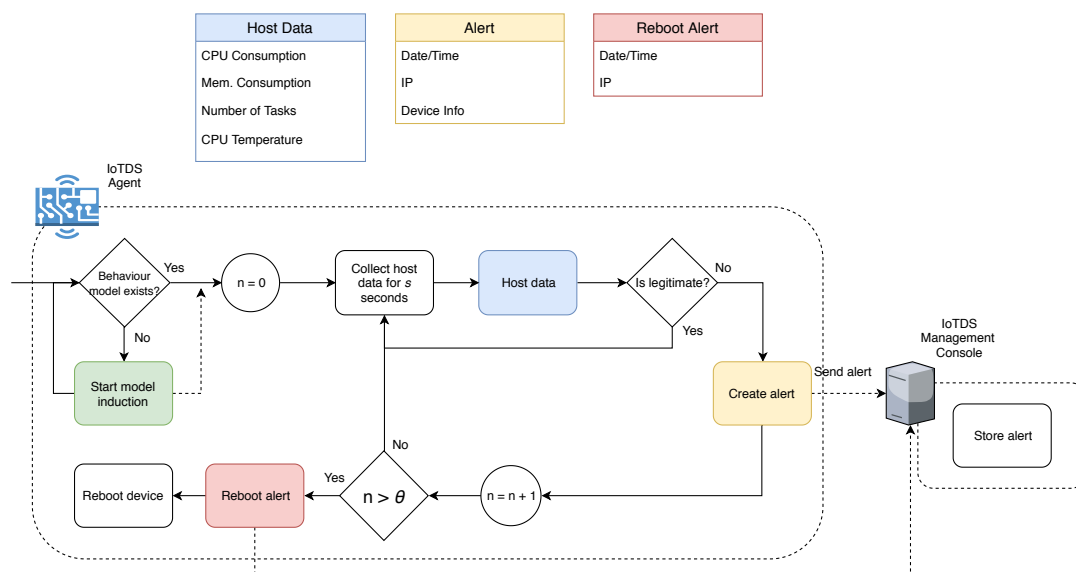 Host Data
CPU Consumption
Mem. Consumption
Number of Tasks
CPU Temperature
Alert
Date/Time
IP
Device Info
Reboot Alert
Date/Time
IP
IoTDS
Agent
Behaviour
model exists?
Yes
No
Start model
induction
n = 0
Collect host
data for s
seconds
Host data
Is legitimate?
No
Yes
Create alert
Send alert
IoTDS
Management
Console
Store alert
n = n + 1
n > θ
No
Yes
Reboot alert
Reboot device